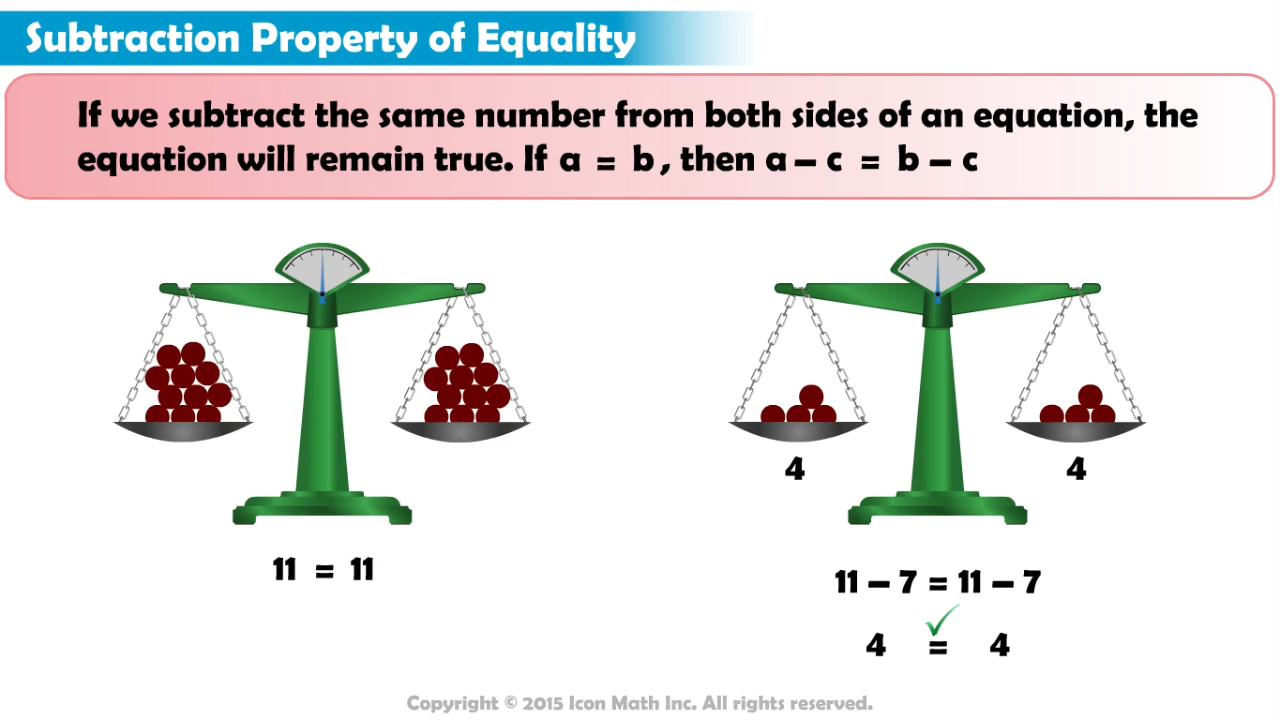 Subtraction Property of Equality
If we subtract the same number from both sides of an equation, the
equation will remain true. If a = b, then a – c = b – c
4 4
11 = 11
11 – 7 = 11 – 7
4 = 4
Copyright © 2015 Icon Math Inc. All rights reserved.